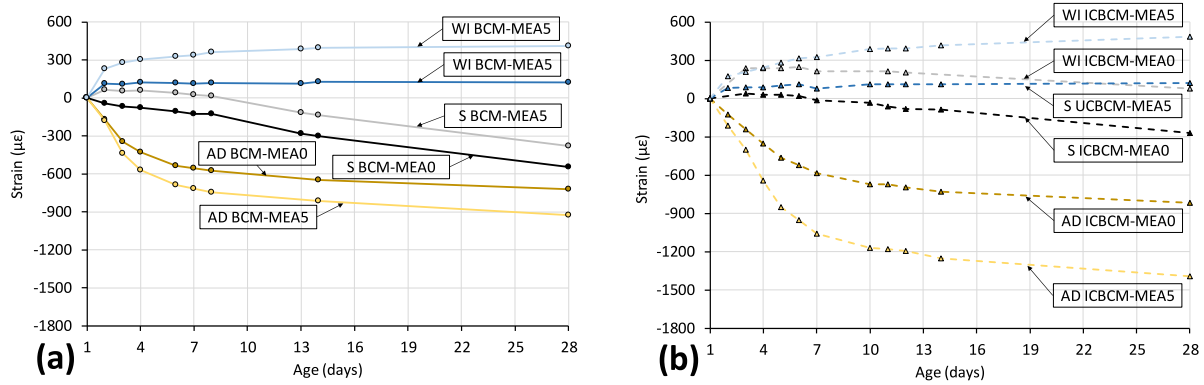 600
300
0
-300
-600
-900
-1200
-1500
-1800
Strain (με)
1 4 7 10 13 16 19 22 25 28
Age (days)
(a)
WI BCM-MEA5
WI BCM-MEA5
S BCM-MEA5
AD BCM-MEA0
S BCM-MEA0
AD BCM-MEA5
600
300
0
-300
-600
-900
-1200
-1500
-1800
Strain (με)
1 4 7 10 13 16 19 22 25 28
Age (days)
(b)
WI ICBCM-MEA5
WI ICBCM-MEA0
S UCBCM-MEA5
S ICBCM-MEA0
AD ICBCM-MEA0
AD ICBCM-MEA5